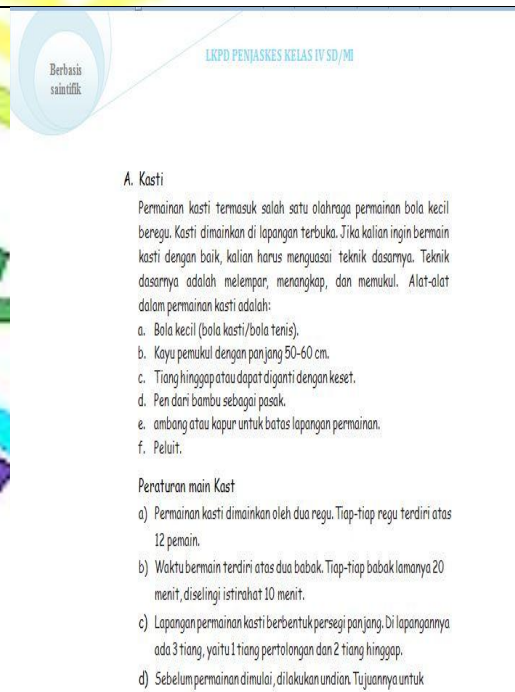 Berbasis
saintifik
LKPD PENJASKES KELAS IV SD/MI
A. Kasti
Permainan kasti termasuk salah satu olahraga permainan bola kecil
beregu. Kasti dimainkan di lapangan terbuka. Jika kalian ingin bermain
kasti dengan baik, kalian harus menguasai teknik dasarnya. Teknik
dasarnya adalah melempar, menangkap, dan memukul. Alat-alat
dalam permainan kasti adalah:
a. Bola kecil (bola kasti/bola tenis).
b. Kayu pemukul dengan panjang 50-60 cm.
c. Tiang hinggap atau dapat diganti dengan keset.
d. Pen dari bambu sebagai pasak.
e. ambang atau kapur untuk batas lapangan permainan.
f. Peluit.
Peraturan main Kast
a) Permainan kasti dimainkan oleh dua regu. Tiap-tiap regu terdiri atas
12 pemain.
b) Waktu bermain terdiri atas dua babak. Tiap-tiap babak lamanya 20
menit, diselingi istirahat 10 menit.
c) Lapangan permainan kasti berbentuk persegi panjang. Di lapangannya
ada 3 tiang, yaitu 1 tiang pertolongan dan 2 tiang hinggap.
d) Sebelum permainan dimulai, dilakukan undian. Tujuannya untuk